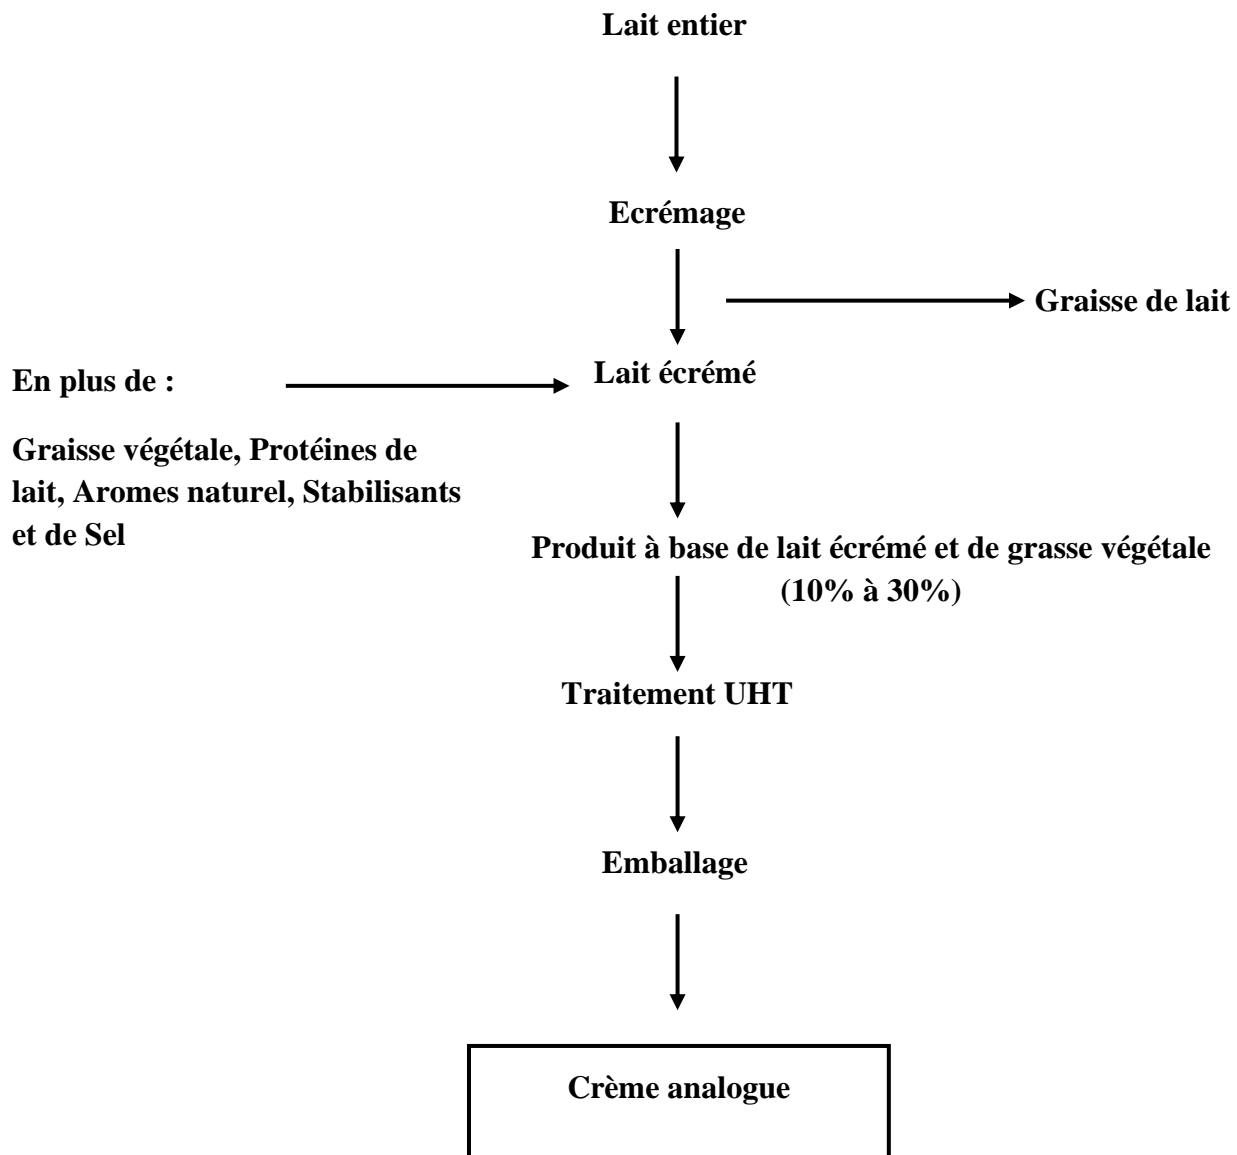 Lait entier
Ecrémage
Graisse de lait
Lait écrémé
En plus de :
Graisse végétale, Protéines de
lait, Aromes naturel, Stabilisants
et de Sel
Produit à base de lait écrémé et de grasse végétale
(10% à 30%)
Traitement UHT
Emballage
Crème analogue